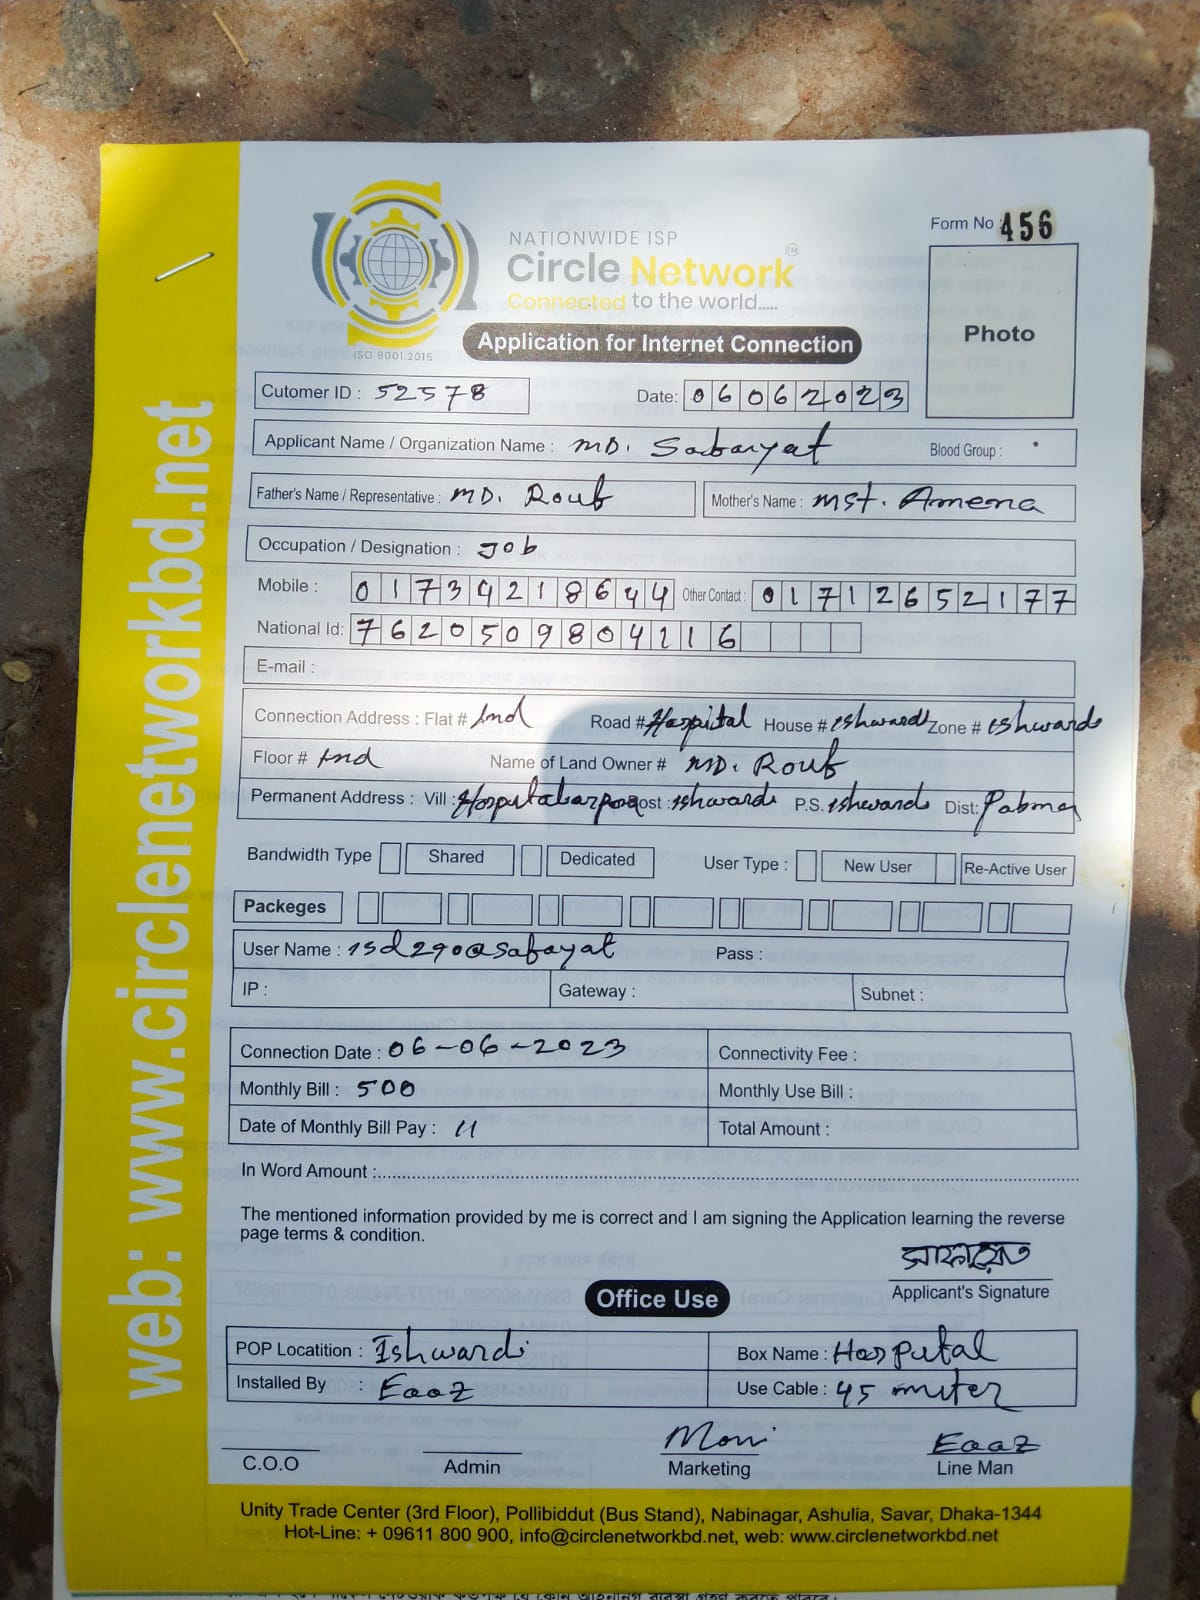 Form No : 456
NATIONWIDE ISP
Circle Network TM
Connected to the world.....
ISO 9001:2015
Application for Internet Connection
Photo
Cutomer ID : 52578 Date: 06062023
Applicant Name / Organization Name : MD. Sabaryat Blood Group :
Father's Name / Representative : MD. Rouf Mother's Name : Mst. Amena
Occupation / Designation : Job
Mobile : 01734218644 Other Contact : 01712652177
National Id: 7620509804216
E-mail :
Connection Address : Flat # Road # Hospital House # Ishwardi Zone # Ishwardi
Floor # Name of Land Owner # MD. Rouf
Permanent Address : Vill : Post : Ishwardi P.S. Ishwardi Dist: Pabna
Bandwidth Type Shared Dedicated User Type : New User Re-Active User
Packeges
User Name : isd290@sabayat Pass :
IP : Gateway : Subnet :
Connection Date : 06-06-2023 Connectivity Fee :
Monthly Bill : 500 Monthly Use Bill :
Date of Monthly Bill Pay : 11 Total Amount :
In Word Amount :
The mentioned information provided by me is correct and I am signing the Application learning the reverse
page terms & condition.
সাফায়েত
Applicant's Signature
Office Use
POP Locatition : Ishwardi Box Name : Hospital
Installed By : Eaaz Use Cable : 45 miter
Moni Eaaz
C.O.O Admin Marketing Line Man
Unity Trade Center (3rd Floor), Pollibiddut (Bus Stand), Nabinagar, Ashulia, Savar, Dhaka-1344
Hot-Line: + 09611 800 900, info@circlenetworkbd.net, web: www.circlenetworkbd.net
web: www.circlenetworkbd.net